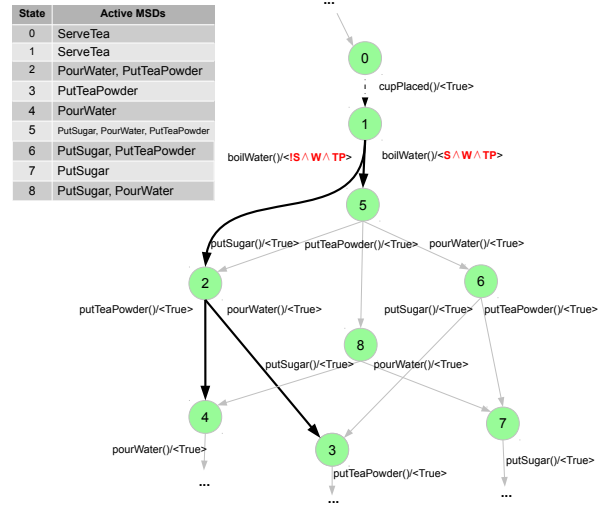 ...
State Active MSDs
0 ServeTea
1 ServeTea
2 PourWater, PutTeaPowder
3 PutTeaPowder
4 PourWater
5 PutSugar, PourWater, PutTeaPowder
6 PutSugar, PutTeaPowder
7 PutSugar
8 PutSugar, PourWater
0
cupPlaced()/<True>
1
boilWater()/<!S∧W∧TP>
boilWater()/<S∧W∧TP>
5
putSugar()/<True>
putTeaPowder()/<True>
pourWater()/<True>
2
6
putTeaPowder()/<True>
pourWater()/<True>
putSugar()/<True>
putTeaPowder()/<True>
8
putSugar()/<True>
pourWater()/<True>
4
7
pourWater()/<True>
3
putSugar()/<True>
putTeaPowder()/<True>
...
...
...